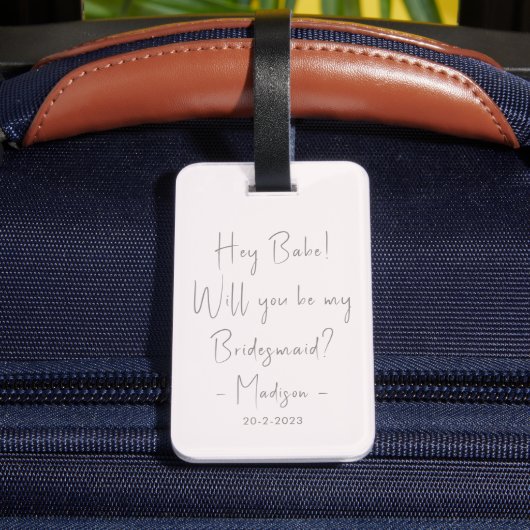 Hey Babe!
Will you be my
Bridesmaid?
- Madison -
20-2-2023